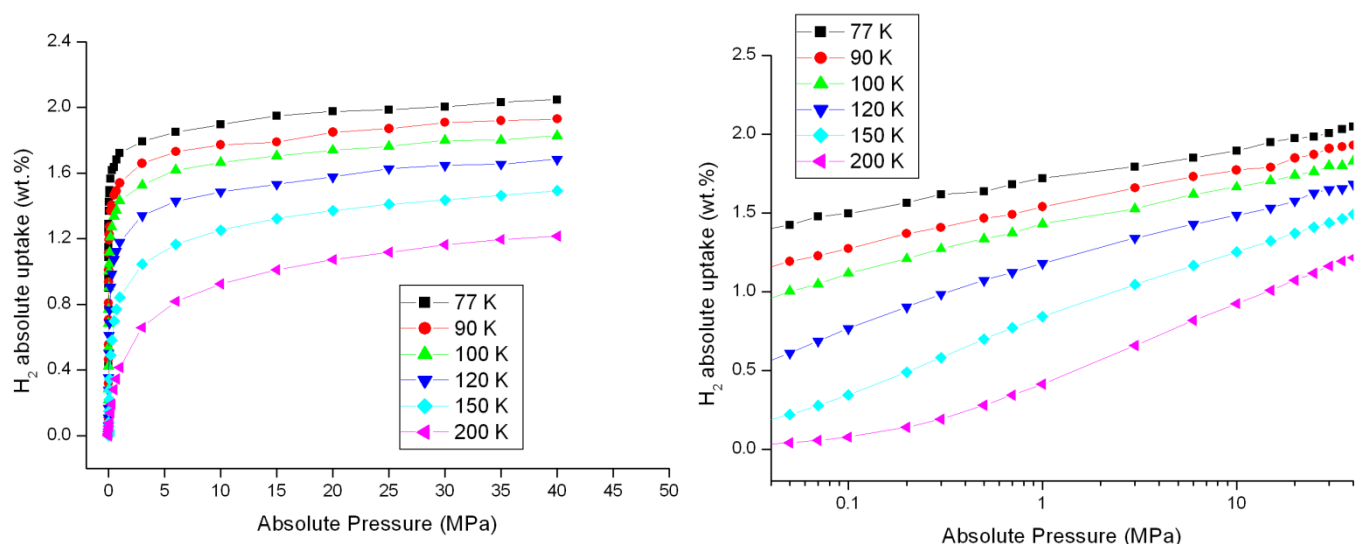 2.4
2.0
1.6
1.2
0.8
0.4
0.0
H₂ absolute uptake (wt.%)
77 K
90 K
100 K
120 K
150 K
200 K
0 5 10 15 20 25 30 35 40 45 50
Absolute Pressure (MPa)
77 K
90 K
100 K
120 K
150 K
200 K
2.5
2.0
1.5
1.0
0.5
0.0
H₂ absolute uptake (wt.%)
0.1 1 10
Absolute Pressure (MPa)